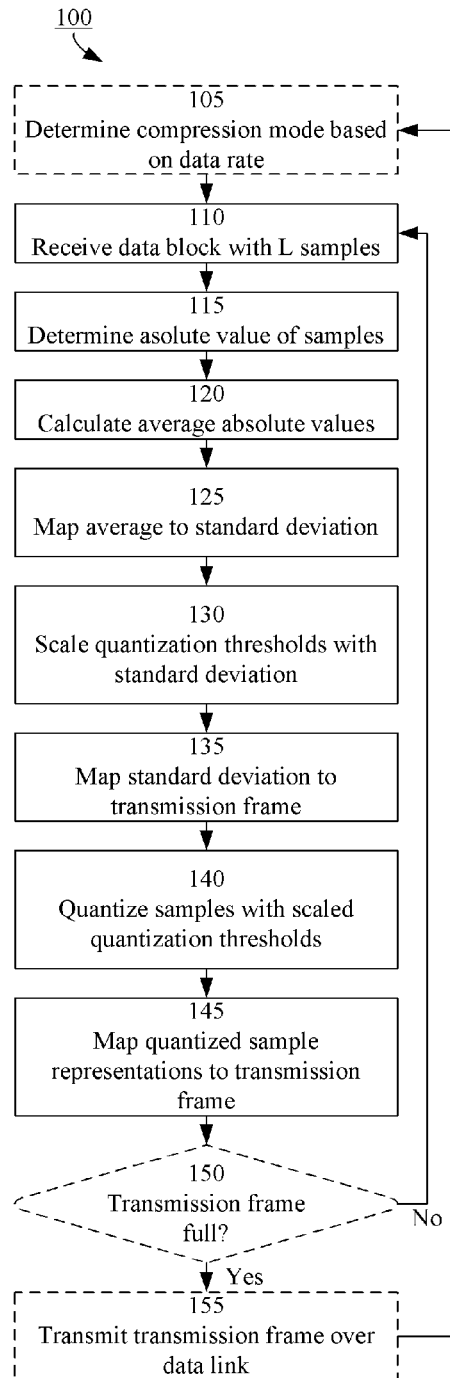 100
105
Determine compression mode based
on data rate
110
Receive data block with L samples
115
Determine asolute value of samples
120
Calculate average absolute values
125
Map average to standard deviation
130
Scale quantization thresholds with
standard deviation
135
Map standard deviation to
transmission frame
140
Quantize samples with scaled
quantization thresholds
145
Map quantized sample
representations to transmission
frame
150
Transmission frame
full?
No
Yes
155
Transmit transmission frame over
data link